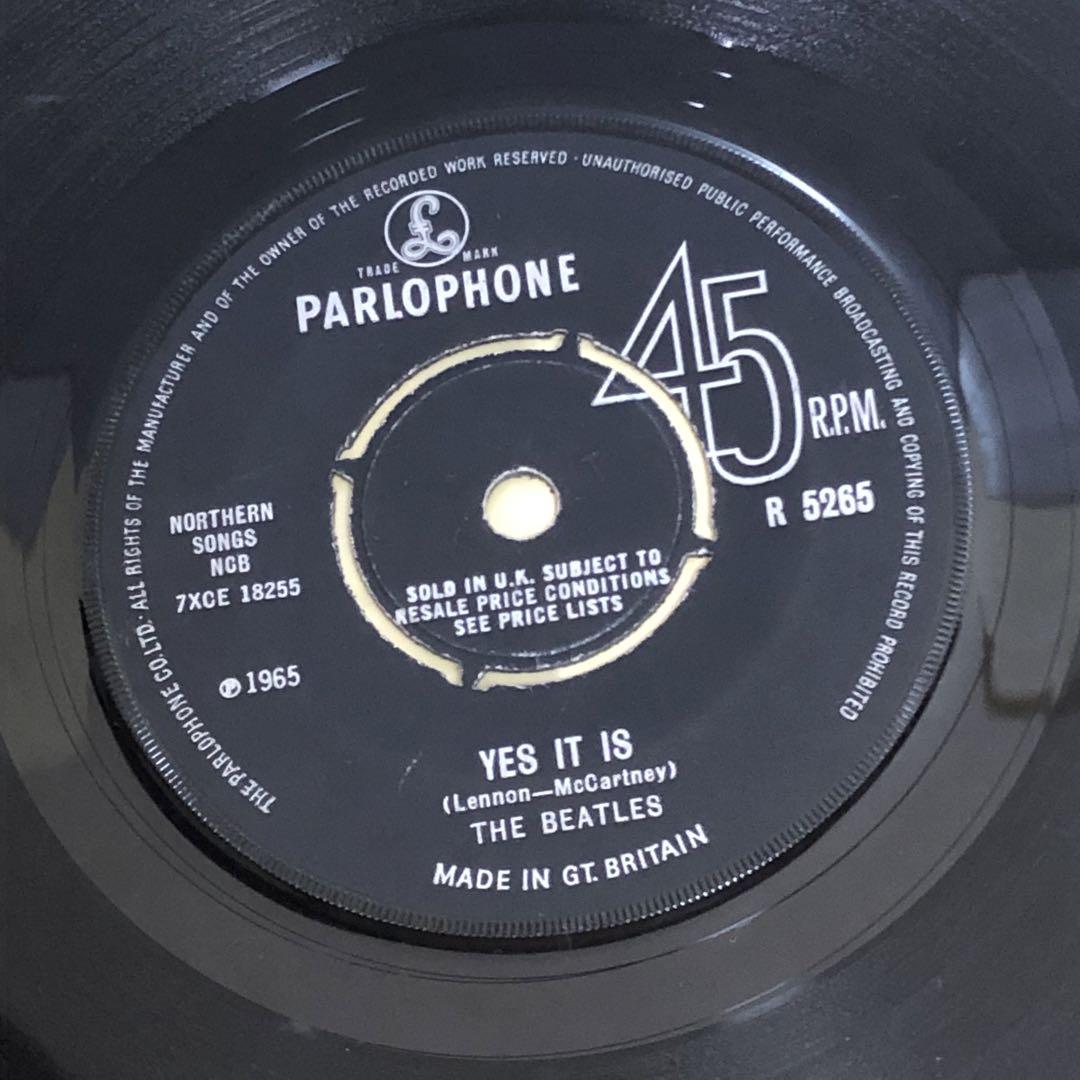 THE PARLOPHONE CO. LTD. · ALL RIGHTS OF THE MANUFACTURER AND OF THE OWNER OF THE RECORDED WORK RESERVED · UNAUTHORISED PUBLIC PERFORMANCE BROADCASTING AND COPYING OF THIS RECORD PROHIBITED
£
TRADE MARK
PARLOPHONE
45 R.P.M.
R 5265
NORTHERN
SONGS
NCB
7XCE 18255
℗ 1965
SOLD IN U.K. SUBJECT TO
RESALE PRICE CONDITIONS
SEE PRICE LISTS
YES IT IS
(Lennon—McCartney)
THE BEATLES
MADE IN GT. BRITAIN